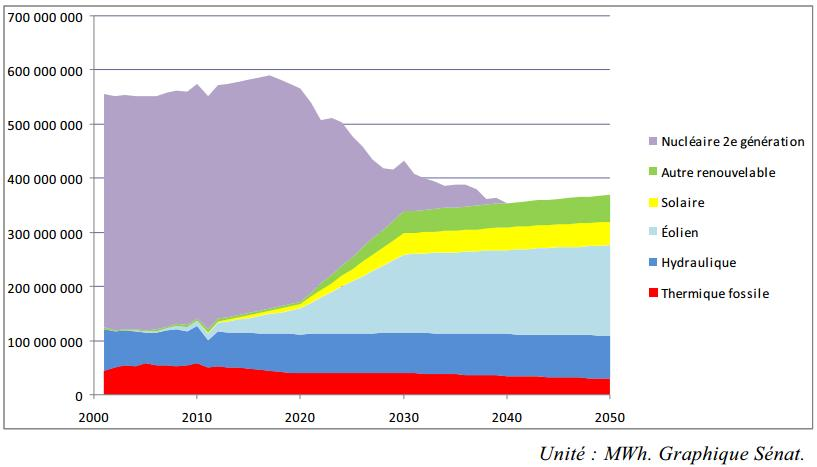 700 000 000
600 000 000
500 000 000
400 000 000
300 000 000
200 000 000
100 000 000
0
2000 2010 2020 2030 2040 2050
Nucléaire 2e génération
Autre renouvelable
Solaire
Éolien
Hydraulique
Thermique fossile
Unité : MWh. Graphique Sénat.